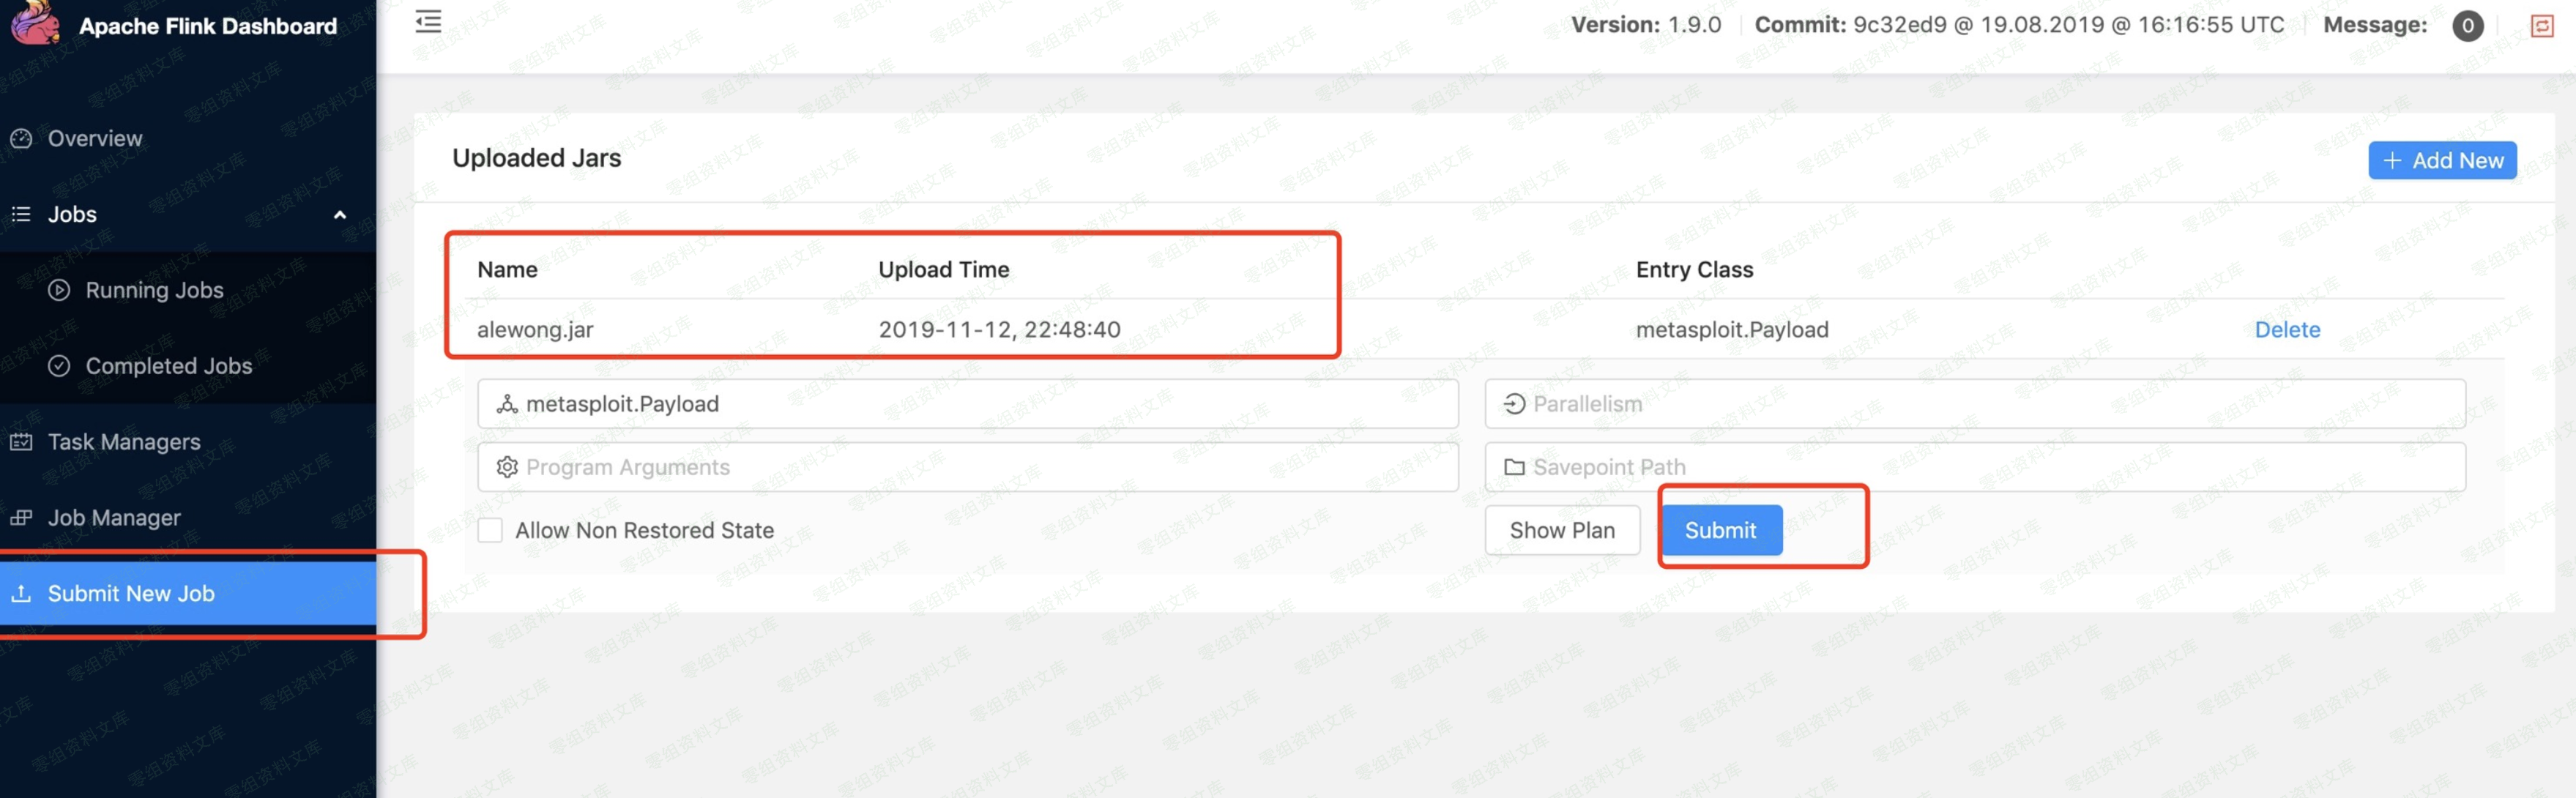 Apache Flink Dashboard
Version: 1.9.0 Commit: 9c32ed9 @ 19.08.2019 @ 16:16:55 UTC Message: 0
Overview
Jobs
Running Jobs
Completed Jobs
Task Managers
Job Manager
Submit New Job
Uploaded Jars
+ Add New
Name Upload Time Entry Class
alewong.jar 2019-11-12, 22:48:40 metasploit.Payload Delete
metasploit.Payload Parallelism
Program Arguments Savepoint Path
Allow Non Restored State Show Plan Submit
零组资料文库